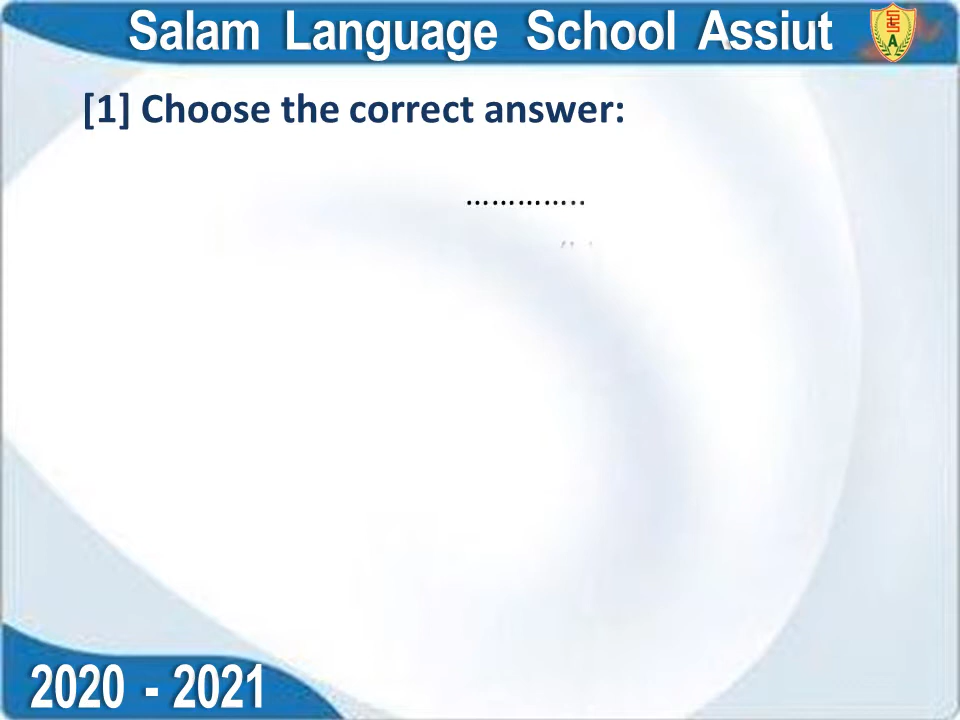 Salam Language School Assiut
[1] Choose the correct answer:
…………..
2020 - 2021